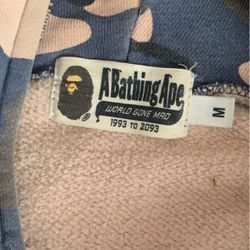 A Bathing Ape
WORLD GONE MAD
1993 TO 2093
M